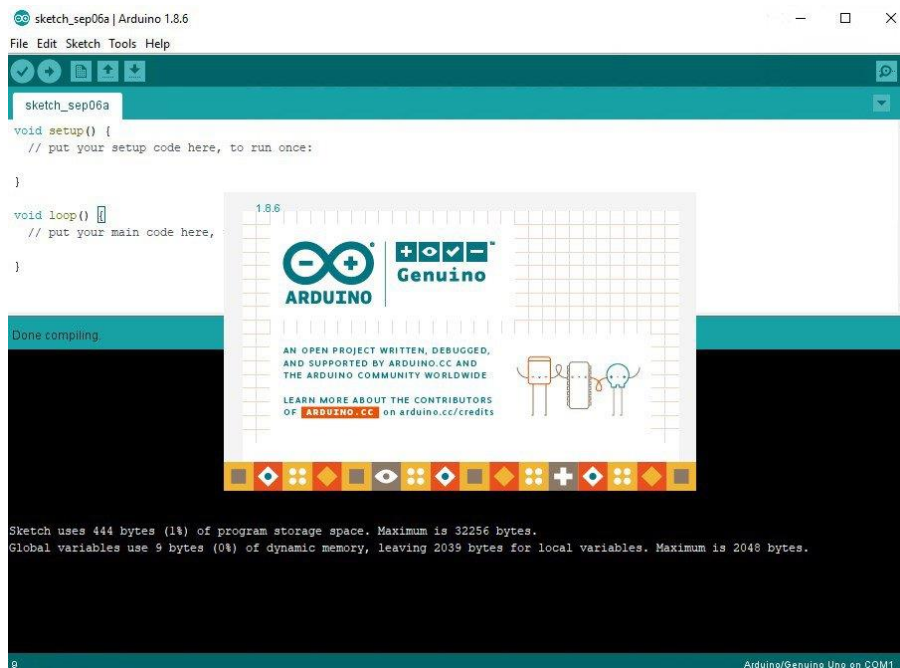 sketch_sep06a | Arduino 1.8.6
File Edit Sketch Tools Help
sketch_sep06a
void setup() {
// put your setup code here, to run once:
}
void loop() {
// put your main code here,
}
1.8.6
ARDUINO
Genuino
AN OPEN PROJECT WRITTEN, DEBUGGED,
AND SUPPORTED BY ARDUINO.CC AND
THE ARDUINO COMMUNITY WORLDWIDE
LEARN MORE ABOUT THE CONTRIBUTORS
OF ARDUINO.CC on arduino.cc/credits
Done compiling.
Sketch uses 444 bytes (1%) of program storage space. Maximum is 32256 bytes.
Global variables use 9 bytes (0%) of dynamic memory, leaving 2039 bytes for local variables. Maximum is 2048 bytes.
9
Arduino/Genuino Uno on COM1